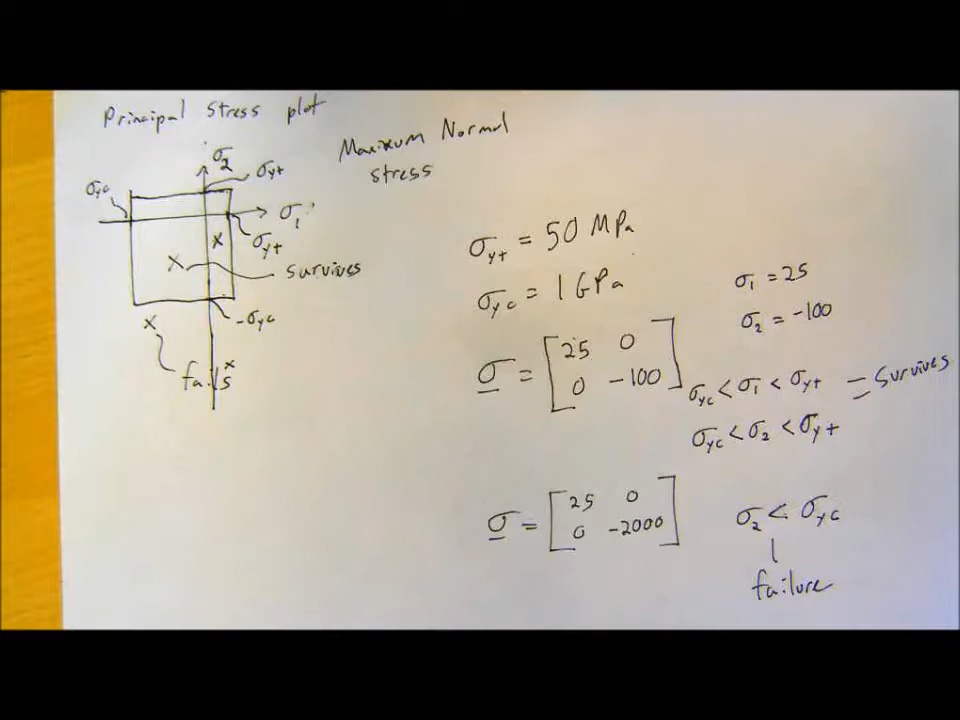 Principal stress plot
Maximum Normal
stress
σ2
σyt
σyc
σ1
σyt
X
X survives
-σyc
X
x
fails
σyt = 50 MPa
σyc = 1 GPa
σ = [25 0
0 -100]
σ1 = 25
σ2 = -100
σyc < σ1 < σyt
σyc < σ2 < σyt
= Survives
σ = [25 0
0 -2000]
σ2 < σyc
failure